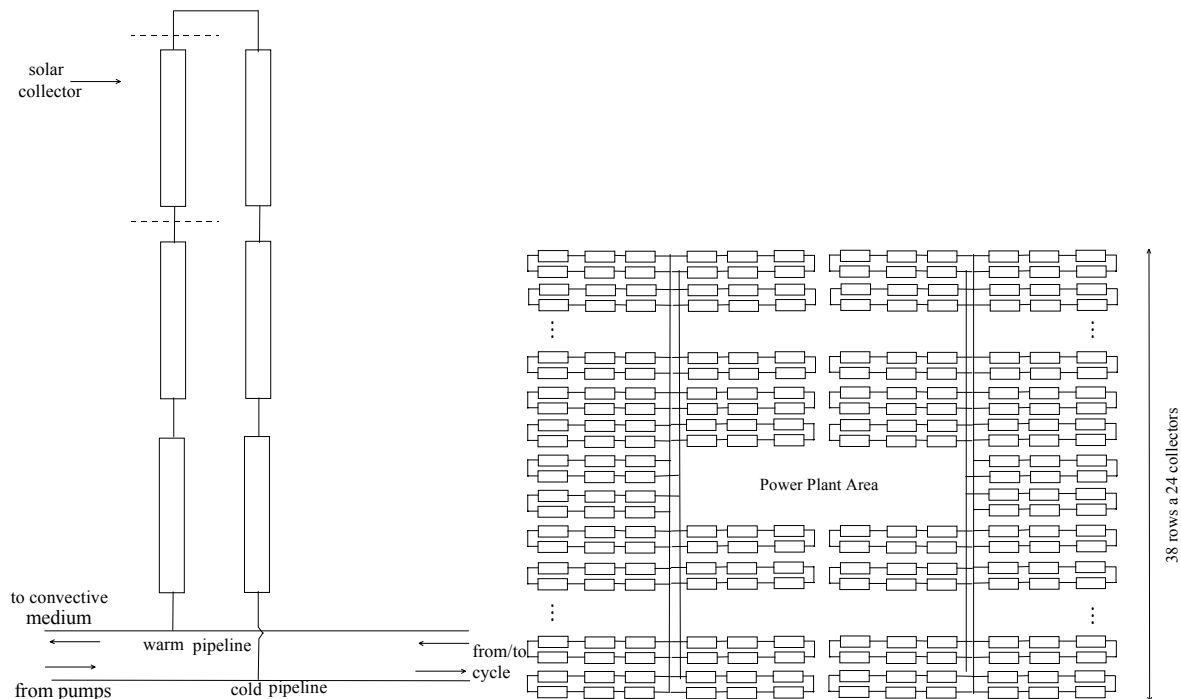 solar
collector
to convective
medium
warm pipeline
from/to
cycle
from pumps
cold pipeline
Power Plant Area
38 rows a 24 collectors